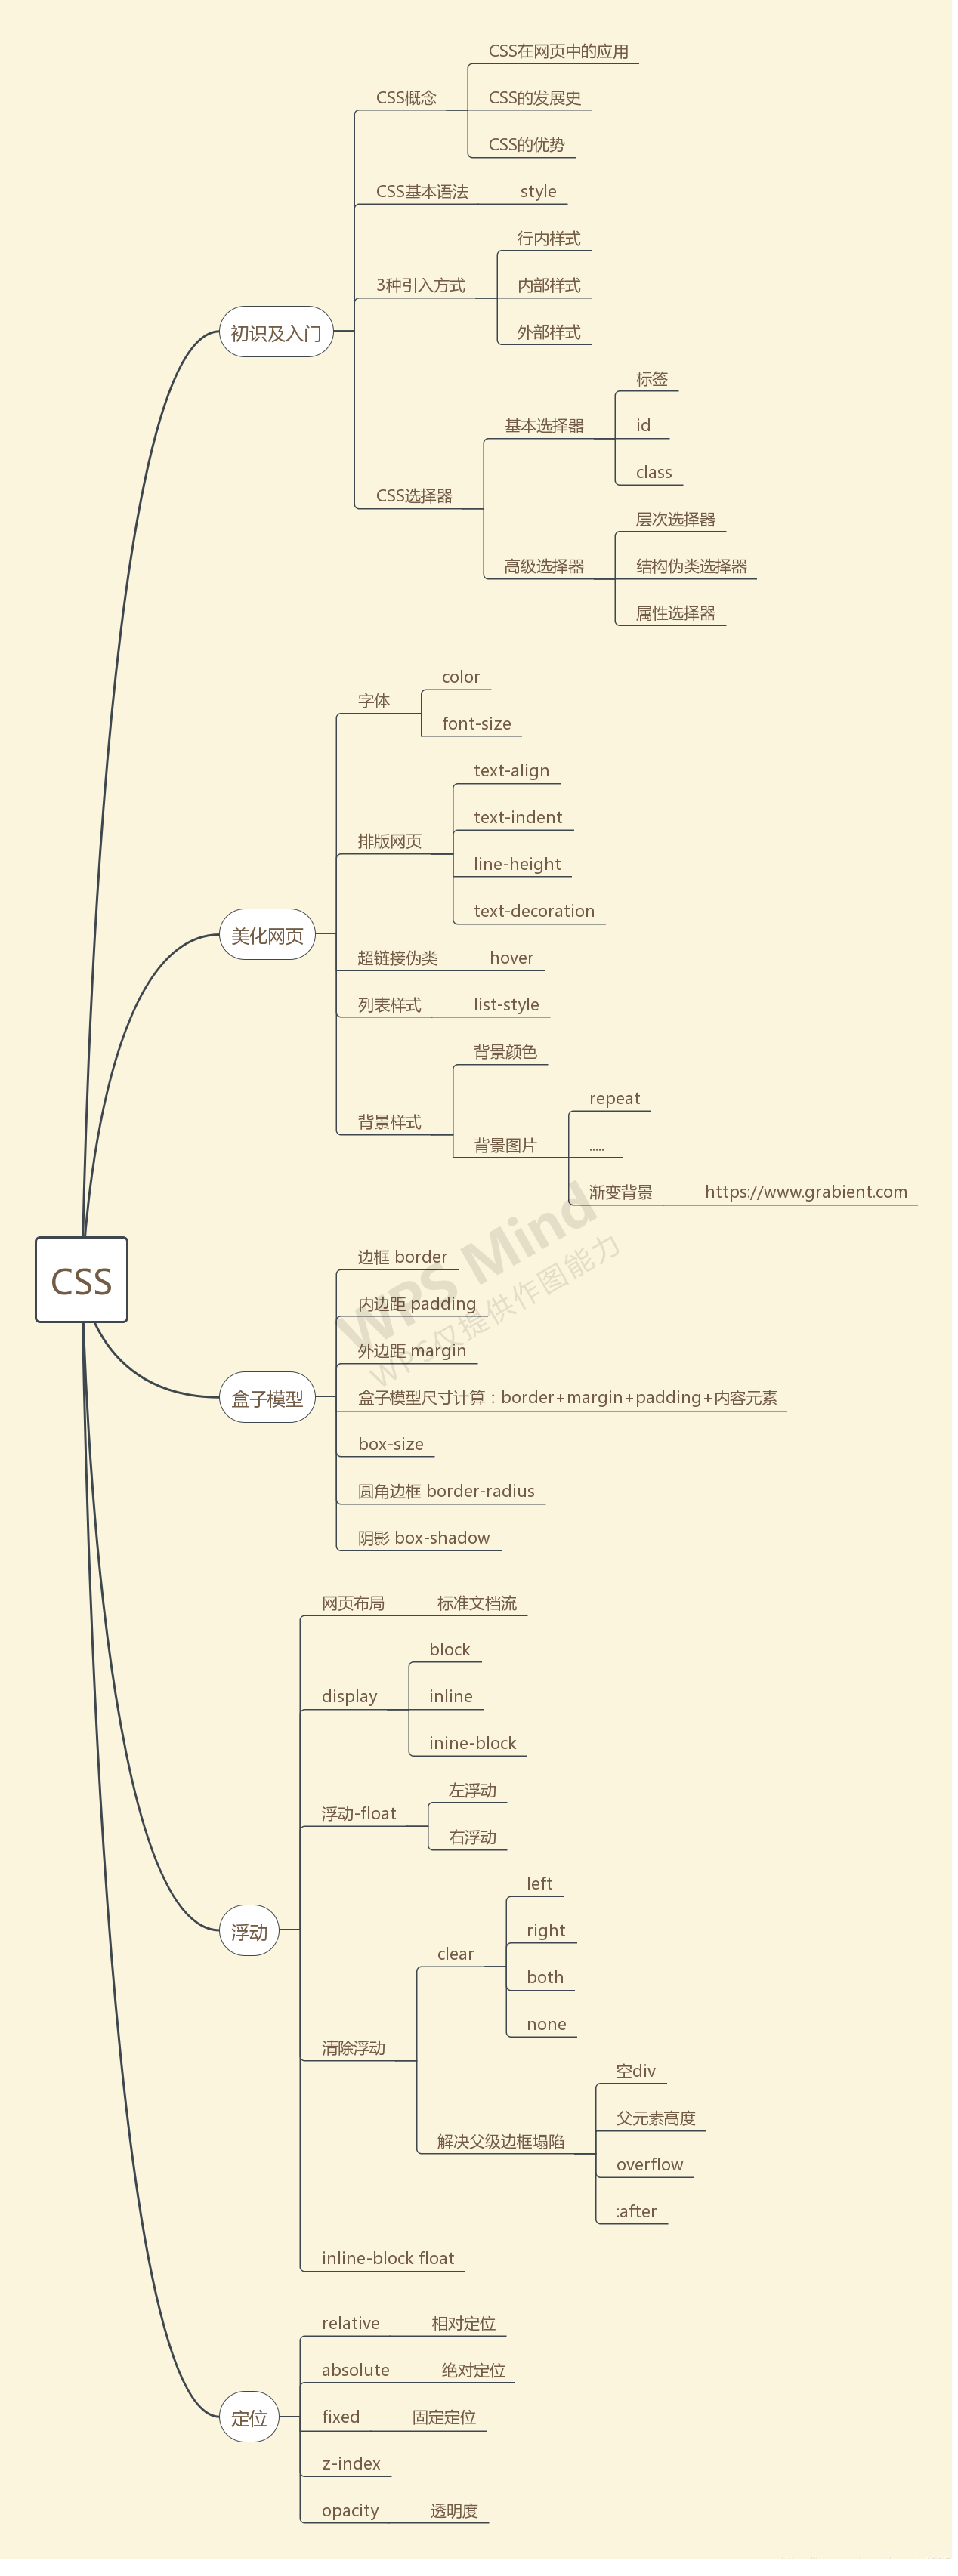 CSS
初识及入门
CSS概念
CSS在网页中的应用
CSS的发展史
CSS的优势
CSS基本语法
style
3种引入方式
行内样式
内部样式
外部样式
CSS选择器
基本选择器
标签
id
class
高级选择器
层次选择器
结构伪类选择器
属性选择器
美化网页
字体
color
font-size
排版网页
text-align
text-indent
line-height
text-decoration
超链接伪类
hover
列表样式
list-style
背景样式
背景颜色
背景图片
repeat
.....
渐变背景
https://www.grabient.com
盒子模型
边框 border
内边距 padding
外边距 margin
盒子模型尺寸计算：border+margin+padding+内容元素
box-size
圆角边框 border-radius
阴影 box-shadow
浮动
网页布局
标准文档流
display
block
inline
inine-block
浮动-float
左浮动
右浮动
清除浮动
clear
left
right
both
none
解决父级边框塌陷
空div
父元素高度
overflow
:after
inline-block float
定位
relative
相对定位
absolute
绝对定位
fixed
固定定位
z-index
opacity
透明度
WPS Mind
WPS仅提供作图能力